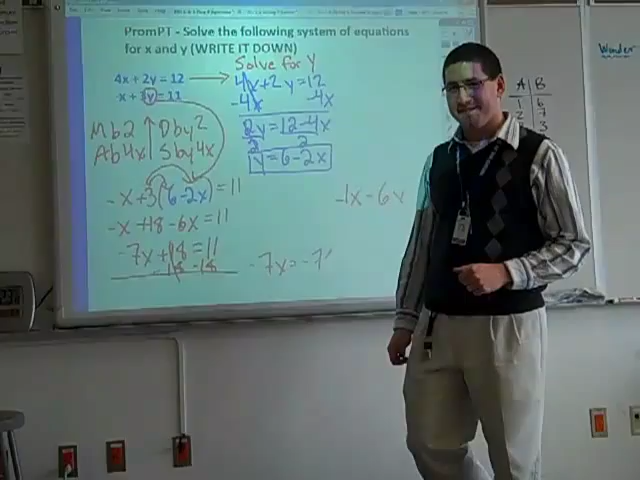 PromPT - Solve the following system of equations
for x and y (WRITE IT DOWN)
Solve for Y
4x + 2y = 12
-x + 3y = 11
4x+2y=12
-4x -4x
2y = 12-4x
2 2
y = 6-2x
Mb2 Dby2
Ab4x Sby4x
-x+3(6-2x) = 11
-x +18 -6x = 11
-7x +18 = 11
-18 -18
-1x - 6x
-7x = -7
A B
1 6
2 7
3
Wonder